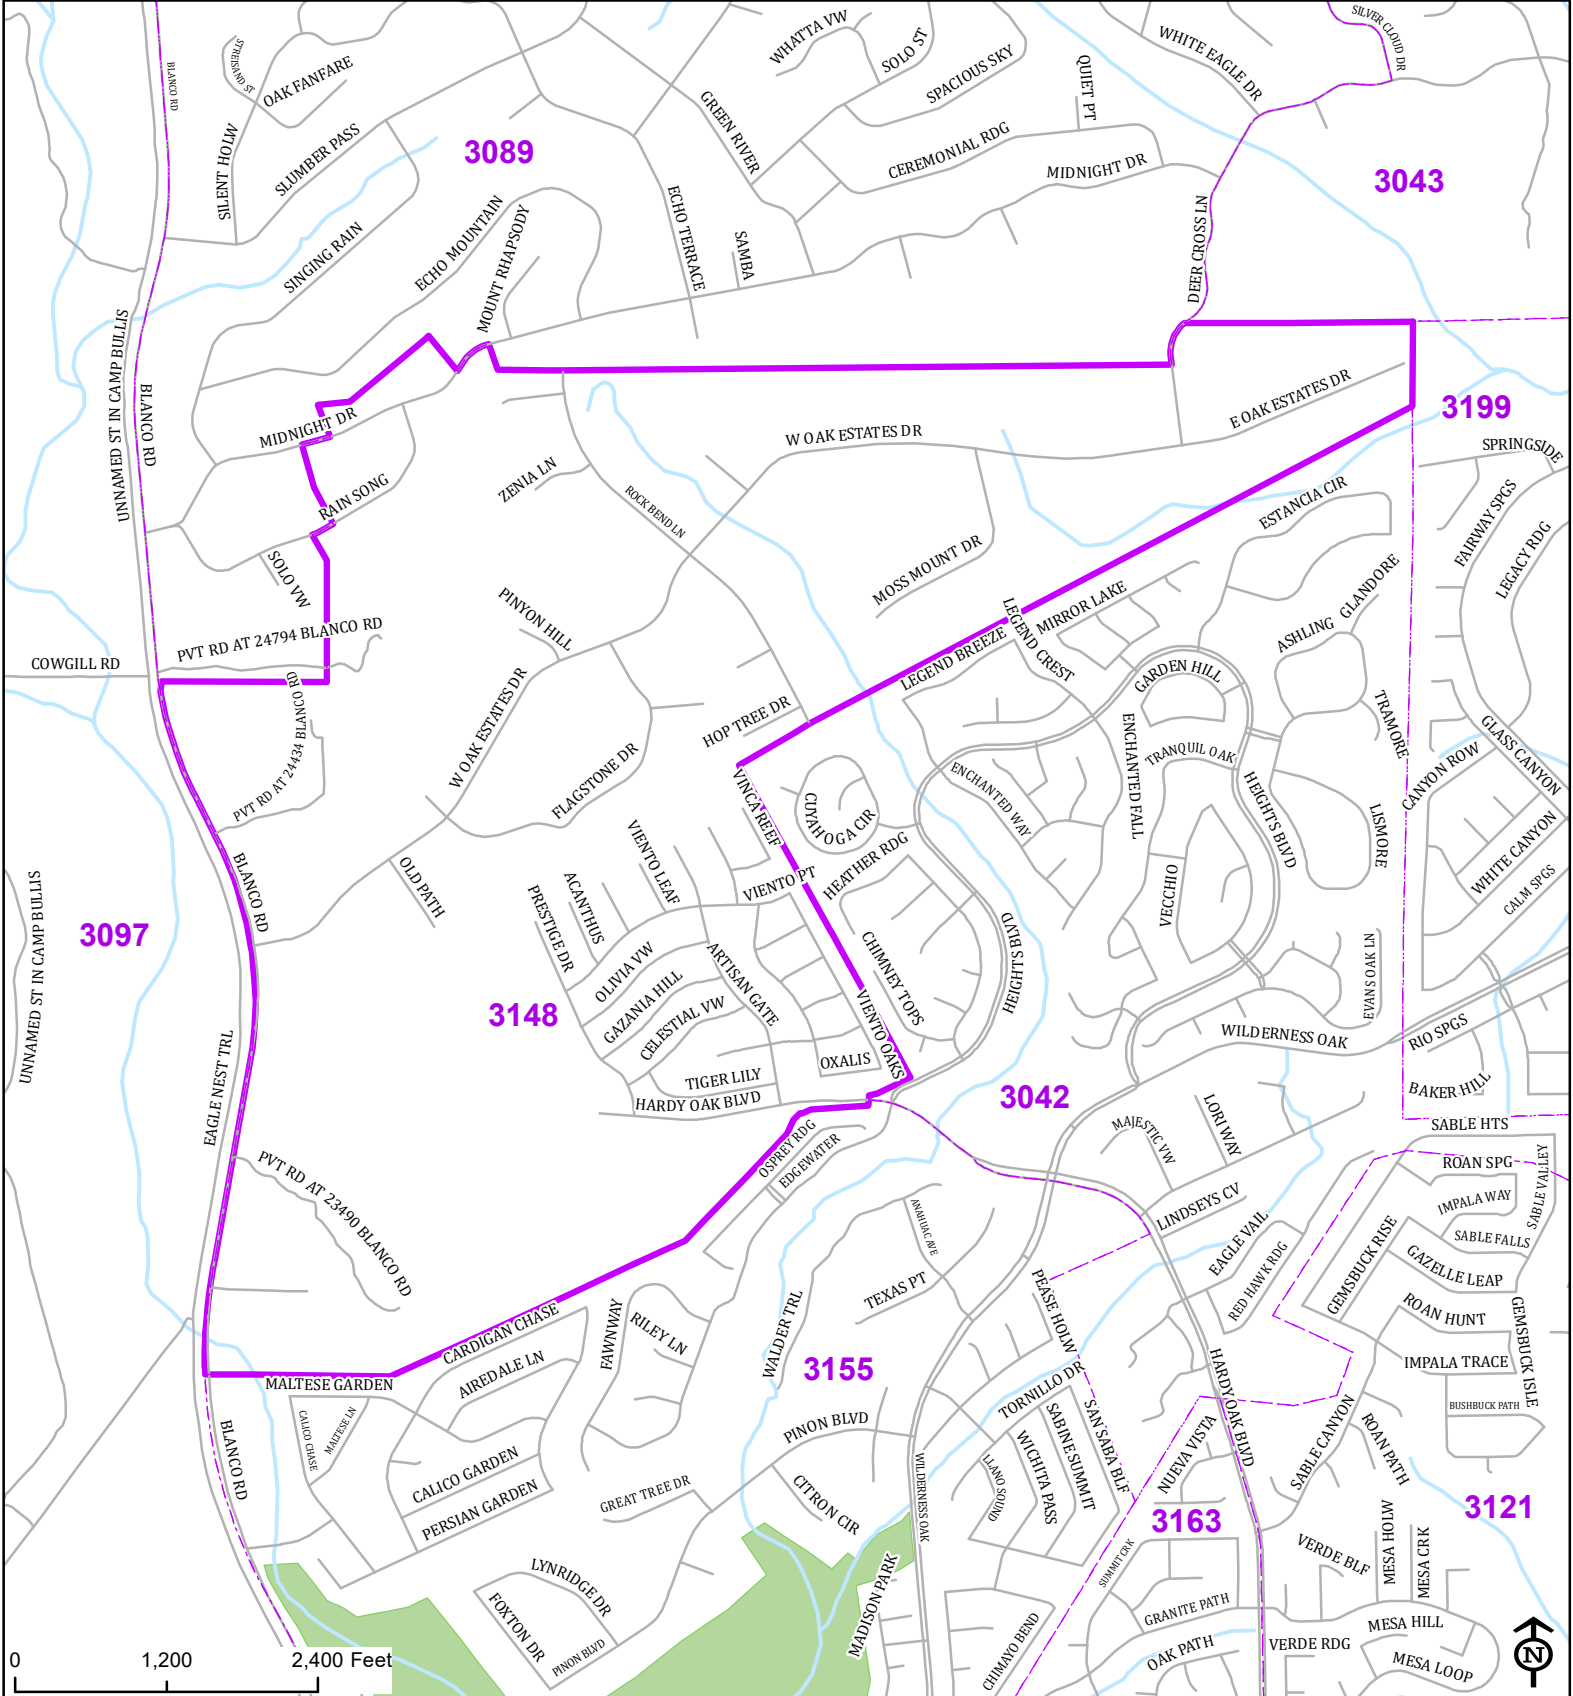 SILVER CLOUD DR
WHATTA VW
SOLO ST
WHITE EAGLE DR
STREISAND ST
OAK FANFARE
BLANCO RD
SPACIOUS SKY
QUIET PT
GREEN RIVER
SLUMBER PASS
SILENT HOLW
3089
CEREMONIAL RDG
MIDNIGHT DR
3043
ECHO TERRACE
SAMBA
DEER CROSS LN
SINGING RAIN
ECHO MOUNTAIN
MOUNT RHAPSODY
UNNAMED ST IN CAMP BULLIS
BLANCO RD
MIDNIGHT DR
W OAK ESTATES DR
E OAK ESTATES DR
3199
SPRINGSIDE
ZENIA LN
ROCK BEND LN
RAIN SONG
ESTANCIA CIR
FAIRWAY SPGS
LEGACY RDG
SOLO VW
MOSS MOUNT DR
PINYON HILL
LEGEND CREST
MIRROR LAKE
ASHLING
GLANDORE
PVT RD AT 24794 BLANCO RD
COWGILL RD
LEGEND BREEZE
GARDEN HILL
PVT RD AT 24434 BLANCO RD
W OAK ESTATES DR
HOP TREE DR
TRAMORE
GLASS CANYON
ENCHANTED FALL
TRANQUIL OAK
CANYON ROW
FLAGSTONE DR
VINCA REEF
CUYAHOGA CIR
ENCHANTED WAY
HEIGHTS BLVD
LISMORE
WHITE CANYON
CALM SPGS
VIENTO LEAF
HEATHER RDG
BLANCO RD
OLD PATH
ACANTHUS
PRESTIGE DR
VIENTO PT
VECCHIO
UNNAMED ST IN CAMP BULLIS
3097
OLIVIA VW
ARTISAN GATE
CHIMNEY TOPS
HEIGHTS BLVD
EVANS OAK LN
3148
GAZANIA HILL
CELESTIAL VW
VIENTO OAKS
OXALIS
WILDERNESS OAK
RIO SPGS
EAGLE NEST TRL
TIGER LILY
HARDY OAK BLVD
3042
BAKER HILL
SABLE HTS
MAJESTIC VW
LORI WAY
OSPREY RDG
EDGEWATER
ROAN SPG
SABLE VALLEY
PVT RD AT 23490 BLANCO RD
ANAHUAC AVE
LINDSEYS CV
IMPALA WAY
SABLE FALLS
EAGLE VAIL
RED HAWK RDG
GEMSBUCK RISE
GAZELLE LEAP
TEXAS PT
PEASE HOLW
ROAN HUNT
GEMSBUCK ISLE
CARDIGAN CHASE
FAWNWAY
RILEY LN
WALDER TRL
3155
HARDY OAK BLVD
IMPALA TRACE
AIREDALE LN
MALTESE GARDEN
TORNILLO DR
BUSHBUCK PATH
CALICO CHASE
MALTESE LN
PINON BLVD
SABINE SUMMIT
SAN SABA BLF
NUEVA VISTA
SABLE CANYON
ROAN PATH
BLANCO RD
WICHITA PASS
LLANO SOUND
CALICO GARDEN
PERSIAN GARDEN
GREAT TREE DR
CITRON CIR
WILDERNESS OAK
3163
3121
SUMMIT CRK
VERDE BLF
MESA HOLW
MESA CRK
LYNRIDGE DR
FOXTON DR
PINON BLVD
MADISON PARK
CHIMAYO BEND
GRANITE PATH
OAK PATH
VERDE RDG
MESA HILL
MESA LOOP
N
0 1,200 2,400 Feet